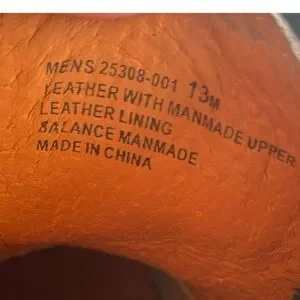 MENS 25308-001 13M
LEATHER WITH MANMADE UPPER
LEATHER LINING
BALANCE MANMADE
MADE IN CHINA